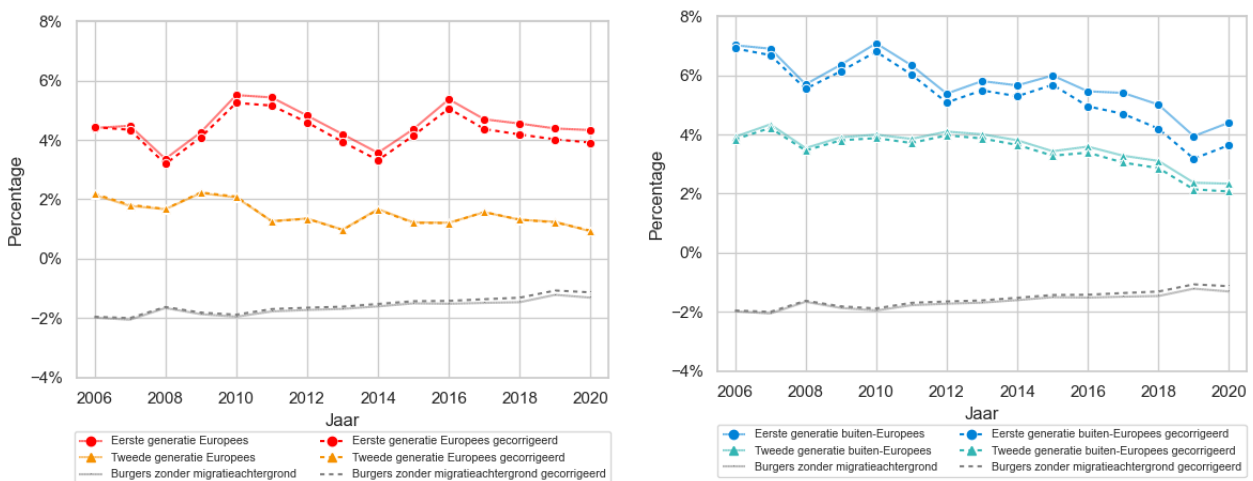 8%
6%
4%
2%
0%
−2%
−4%
Percentage
2006 2008 2010 2012 2014 2016 2018 2020
Jaar
Eerste generatie Europees
Tweede generatie Europees
Burgers zonder migratieachtergrond
Eerste generatie Europees gecorrigeerd
Tweede generatie Europees gecorrigeerd
Burgers zonder migratieachtergrond gecorrigeerd
8%
6%
4%
2%
0%
−2%
−4%
Percentage
2006 2008 2010 2012 2014 2016 2018 2020
Jaar
Eerste generatie buiten-Europees
Tweede generatie buiten-Europees
Burgers zonder migratieachtergrond
Eerste generatie buiten-Europees gecorrigeerd
Tweede generatie buiten-Europees gecorrigeerd
Burgers zonder migratieachtergrond gecorrigeerd